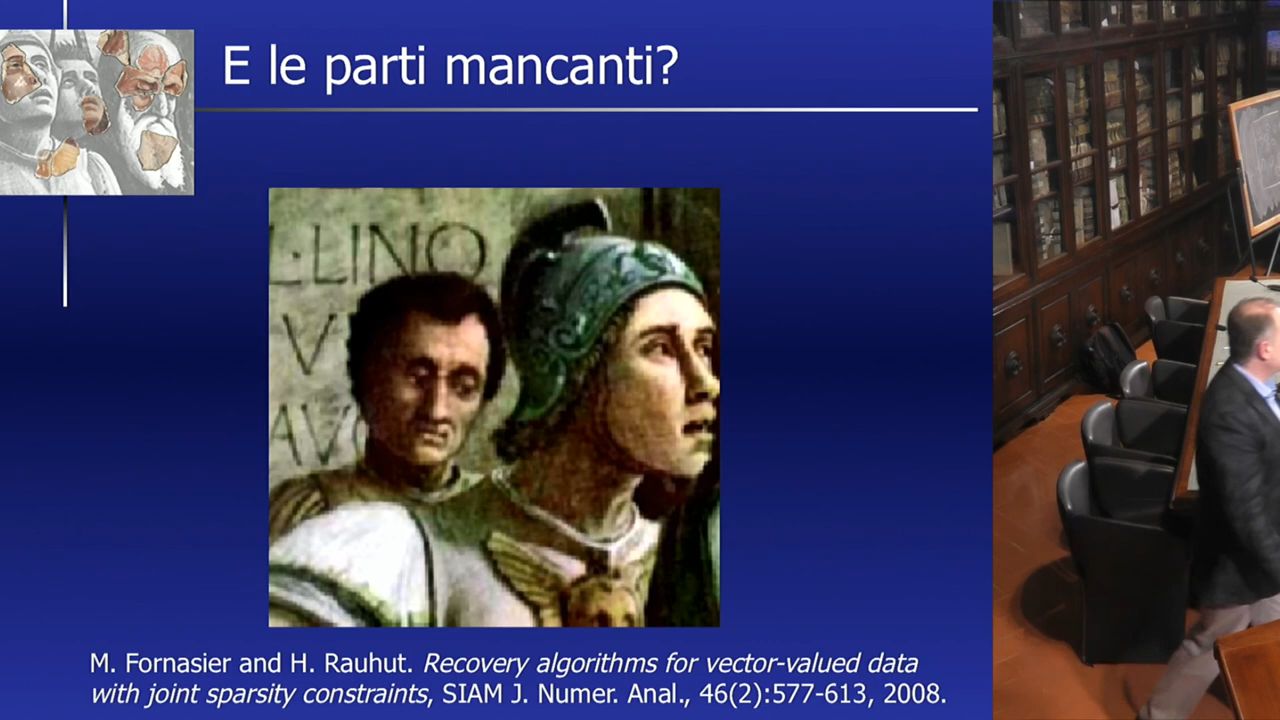 E le parti mancanti?
L·LINO
V
AVG
M. Fornasier and H. Rauhut. Recovery algorithms for vector-valued data
with joint sparsity constraints, SIAM J. Numer. Anal., 46(2):577-613, 2008.